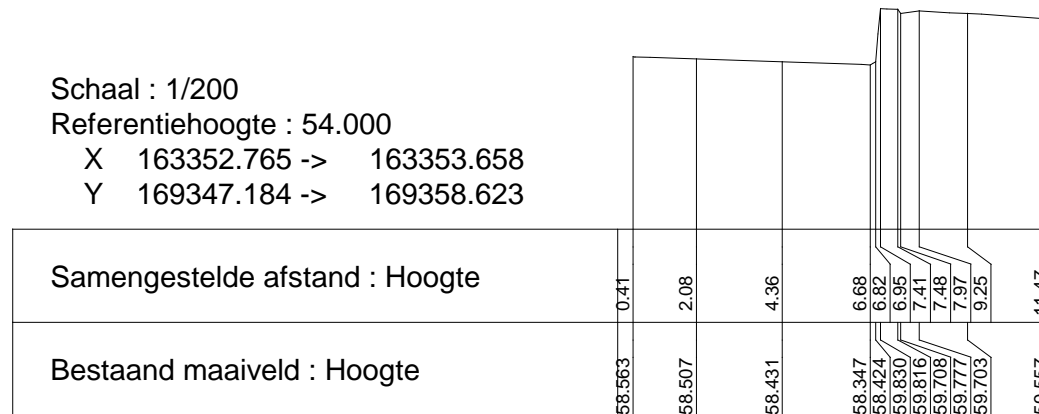 Schaal : 1/200
Referentiehoogte : 54.000
X 163352.765 -> 163353.658
Y 169347.184 -> 169358.623
Samengestelde afstand : Hoogte 0.41 2.08 4.36 6.68 6.82 6.95 7.41 7.48 7.97 9.25
Bestaand maaiveld : Hoogte 58.563 58.507 58.431 58.347 58.424 59.830 59.816 59.708 59.777 59.703